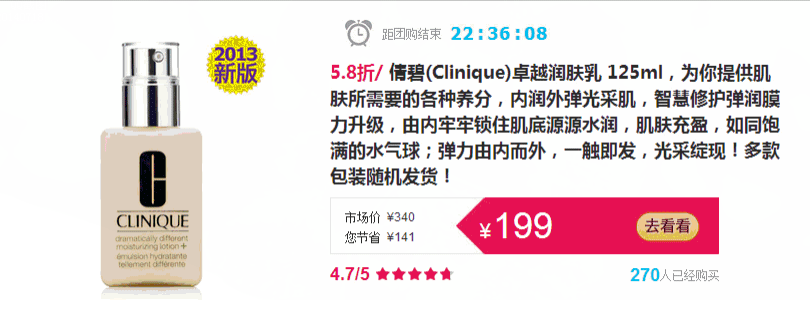 距团购结束 22:36:08
2013
新版
5.8折/ 倩碧(Clinique)卓越润肤乳 125ml，为你提供肌
肤所需要的各种养分，内润外弹光采肌，智慧修护弹润膜
力升级，由内牢牢锁住肌底源源水润，肌肤充盈，如同饱
满的水气球；弹力由内而外，一触即发，光采绽现！多款
包装随机发货！
CLINIQUE
dramatically different
moisturizing lotion +
émulsion hydratante
tellement différente
市场价 ¥340
您节省 ¥141
¥199
去看看
4.7/5
270人已经购买